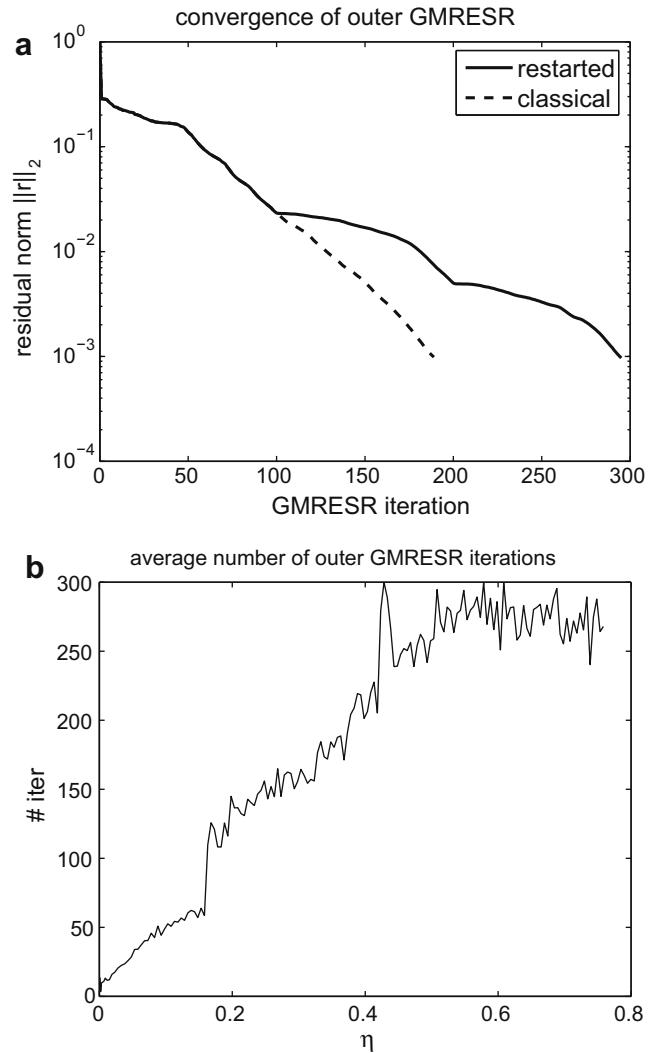 convergence of outer GMRESR
a
10^0
restarted
classical
10^−1
residual norm ||r||_2
10^−2
10^−3
10^−4
0 50 100 150 200 250 300
GMRESR iteration
b
average number of outer GMRESR iterations
300
250
200
# iter
150
100
50
0
0 0.2 0.4 0.6 0.8
η